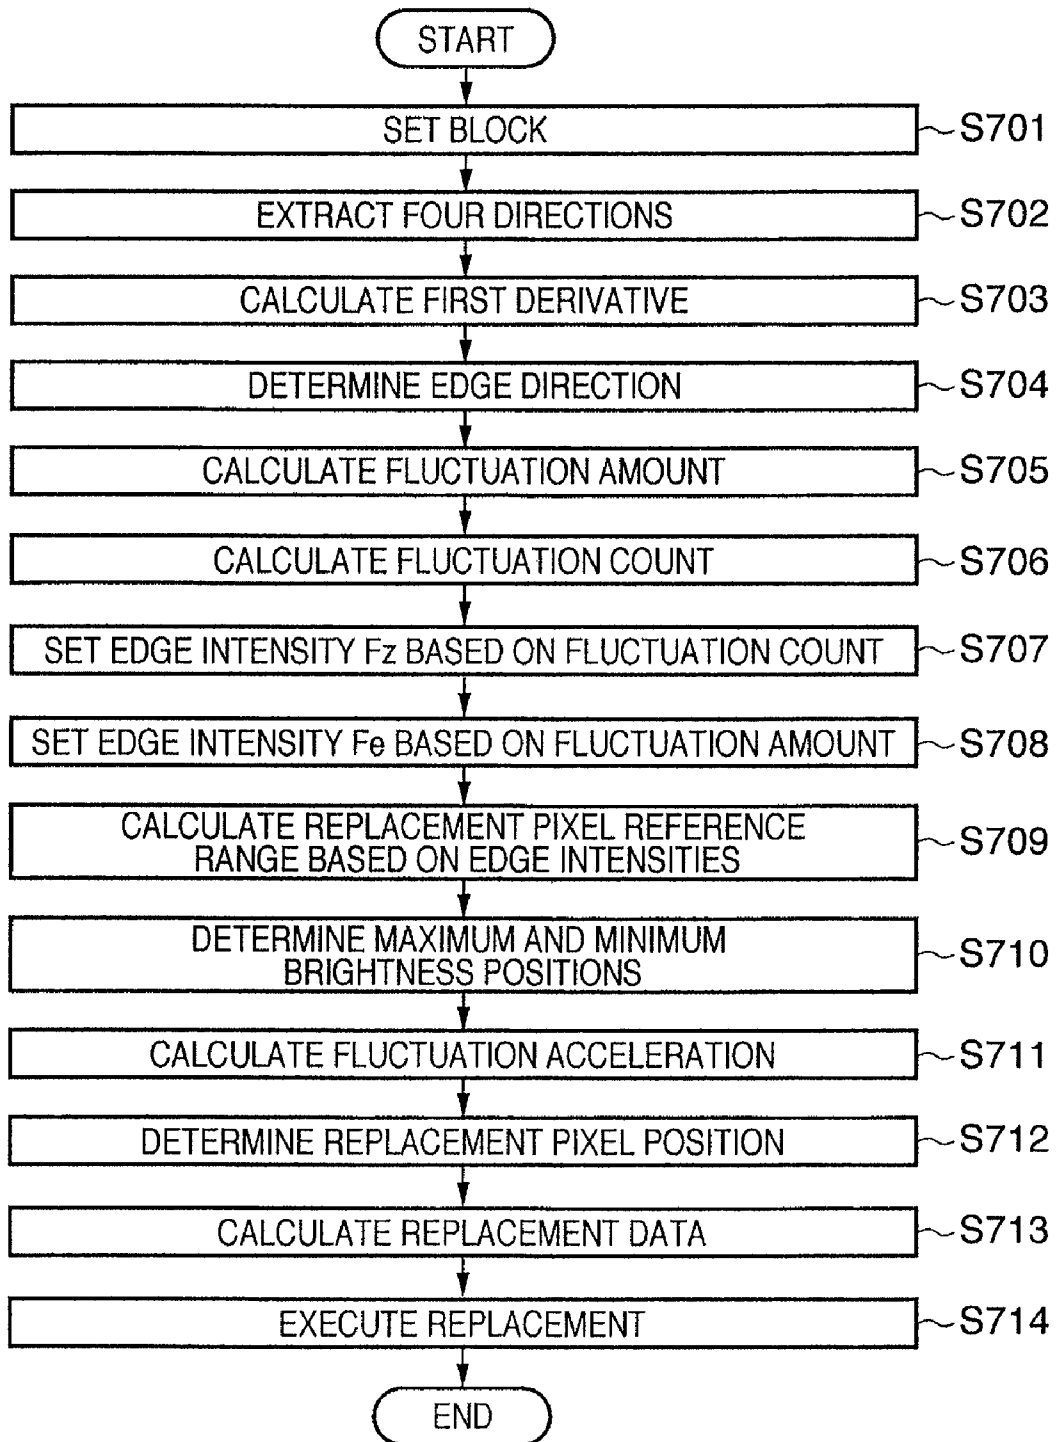 START
SET BLOCK
S701
EXTRACT FOUR DIRECTIONS
S702
CALCULATE FIRST DERIVATIVE
S703
DETERMINE EDGE DIRECTION
S704
CALCULATE FLUCTUATION AMOUNT
S705
CALCULATE FLUCTUATION COUNT
S706
SET EDGE INTENSITY Fz BASED ON FLUCTUATION COUNT
S707
SET EDGE INTENSITY Fe BASED ON FLUCTUATION AMOUNT
S708
CALCULATE REPLACEMENT PIXEL REFERENCE
RANGE BASED ON EDGE INTENSITIES
S709
DETERMINE MAXIMUM AND MINIMUM
BRIGHTNESS POSITIONS
S710
CALCULATE FLUCTUATION ACCELERATION
S711
DETERMINE REPLACEMENT PIXEL POSITION
S712
CALCULATE REPLACEMENT DATA
S713
EXECUTE REPLACEMENT
S714
END